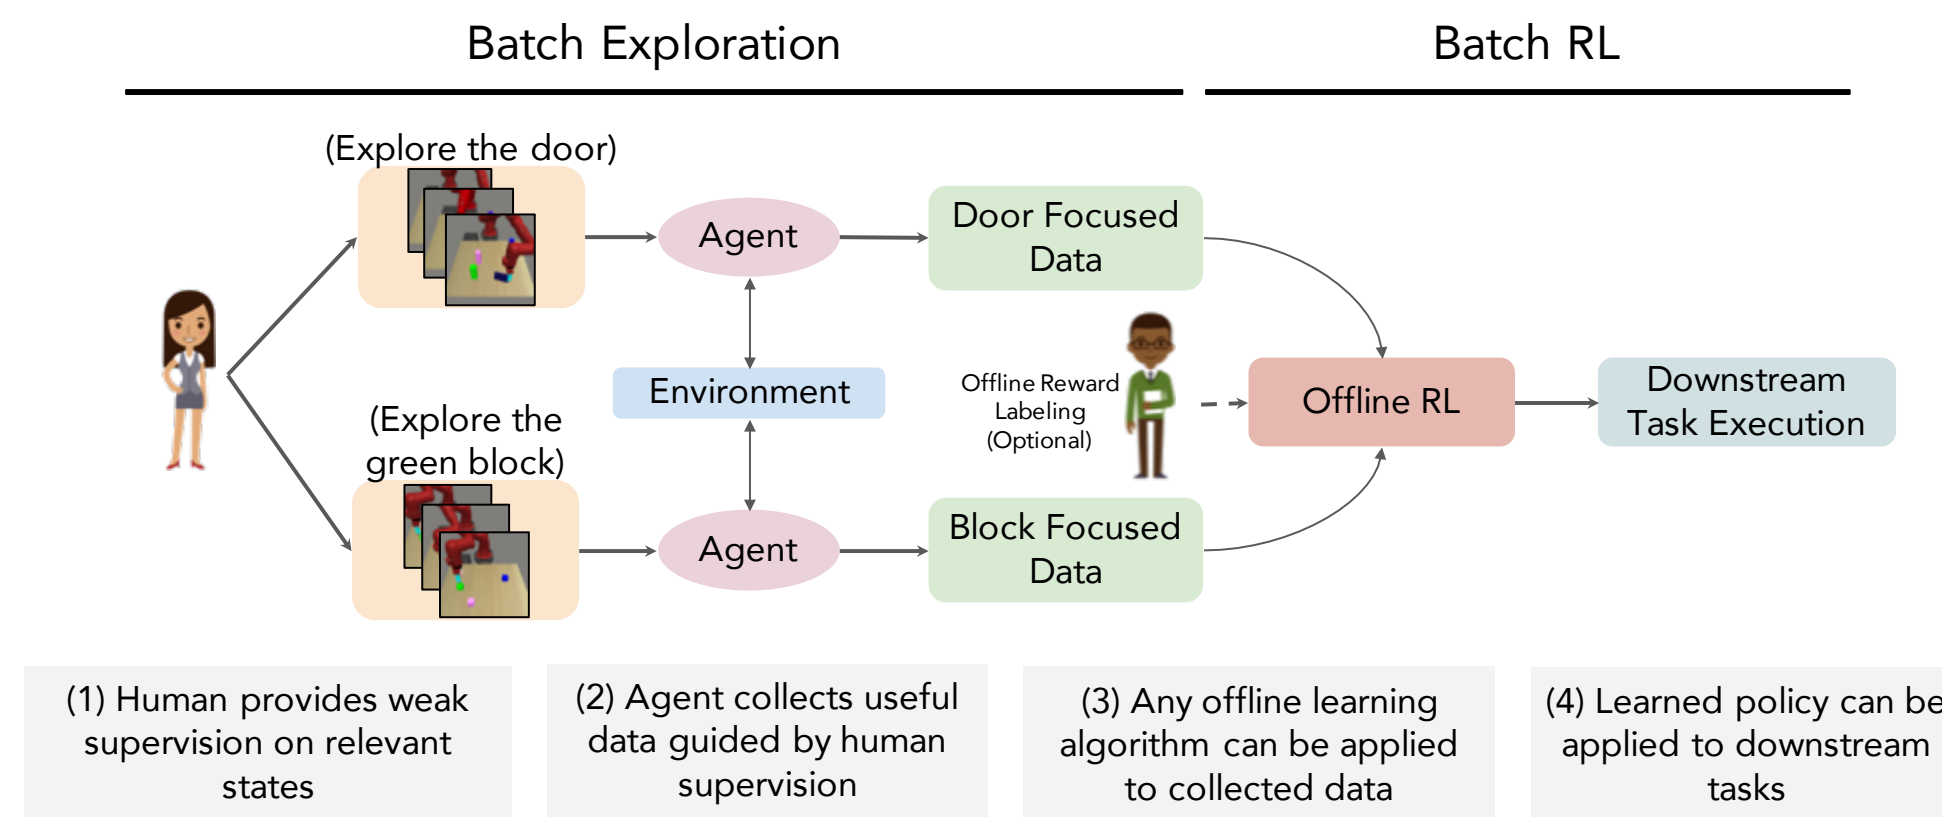 Batch Exploration
Batch RL
(Explore the door)
Agent
Door Focused
Data
Environment
Offline Reward
Labeling
(Optional)
Offline RL
Downstream
Task Execution
(Explore the
green block)
Agent
Block Focused
Data
(1) Human provides weak
supervision on relevant
states
(2) Agent collects useful
data guided by human
supervision
(3) Any offline learning
algorithm can be applied
to collected data
(4) Learned policy can be
applied to downstream
tasks